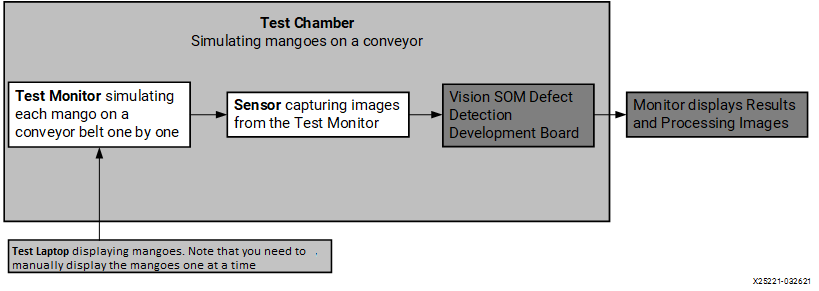 Test Chamber
Simulating mangoes on a conveyor
Test Monitor simulating
each mango on a
conveyor belt one by one
Sensor capturing images
from the Test Monitor
Vision SOM Defect
Detection
Development Board
Monitor displays Results
and Processing Images
Test Laptop displaying mangoes. Note that you need to .
manually display the mangoes one at a time
X25221-032621